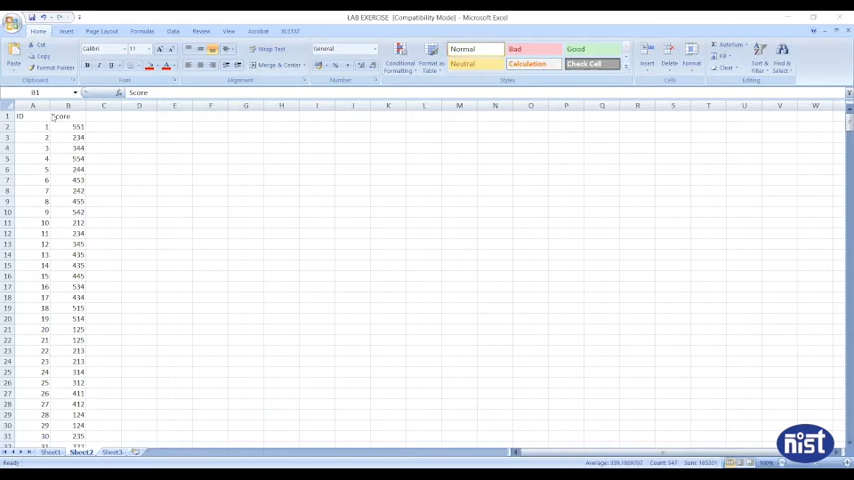 LAB EXERCISE [Compatibility Mode] - Microsoft Excel
Home Insert Page Layout Formulas Data Review View Acrobat XLSTAT
Paste Cut Copy Format Painter Calibri 11 B I U Wrap Text Merge & Center General Conditional Formatting Format as Table Normal Bad Good Neutral Calculation Check Cell Insert Delete Format AutoSum Fill Clear Sort & Filter Find & Select
Clipboard Font Alignment Number Styles Cells Editing
B1 fx Score
A B C D E F G H I J K L M N O P Q R S T U V W
1 ID Score
2 1 551
3 2 234
4 3 344
5 4 554
6 5 244
7 6 453
8 7 242
9 8 455
10 9 542
11 10 212
12 11 234
13 12 345
14 13 435
15 14 435
16 15 445
17 16 534
18 17 434
19 18 515
20 19 514
21 20 125
22 21 125
23 22 213
24 23 213
25 24 314
26 25 312
27 26 411
28 27 412
29 28 124
30 29 124
31 30 235
nist
Sheet1 Sheet2 Sheet3
Ready Count: 547 100%